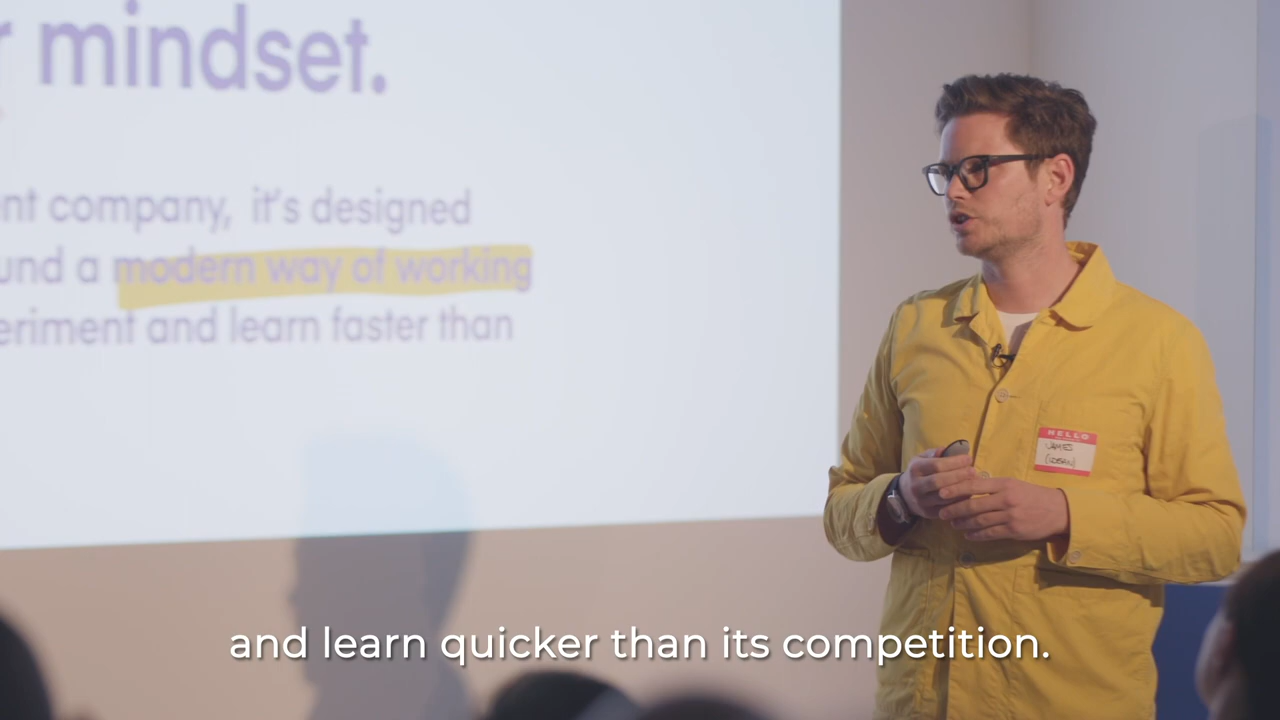 mindset.
nt company, it's designed
und a modern way of working
eriment and learn faster than
HELLO
JAMES
and learn quicker than its competition.